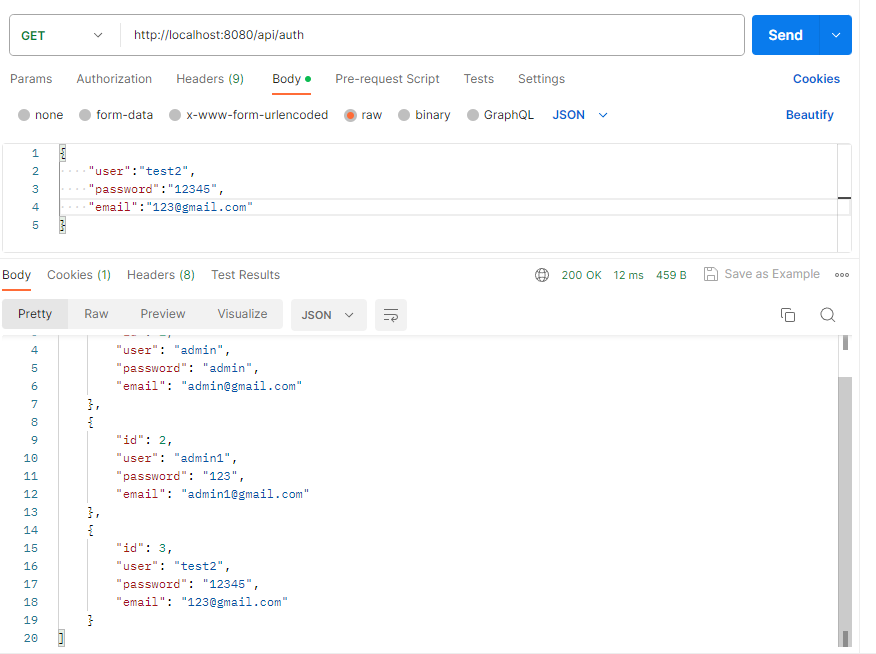 GET http://localhost:8080/api/auth Send
Params Authorization Headers (9) Body Pre-request Script Tests Settings Cookies
none form-data x-www-form-urlencoded raw binary GraphQL JSON Beautify
1 {
2 "user":"test2",
3 "password":"12345",
4 "email":"123@gmail.com"
5 }
Body Cookies (1) Headers (8) Test Results 200 OK 12 ms 459 B Save as Example
Pretty Raw Preview Visualize JSON
4 "user": "admin",
5 "password": "admin",
6 "email": "admin@gmail.com"
7 },
8 {
9 "id": 2,
10 "user": "admin1",
11 "password": "123",
12 "email": "admin1@gmail.com"
13 },
14 {
15 "id": 3,
16 "user": "test2",
17 "password": "12345",
18 "email": "123@gmail.com"
19 }
20 ]